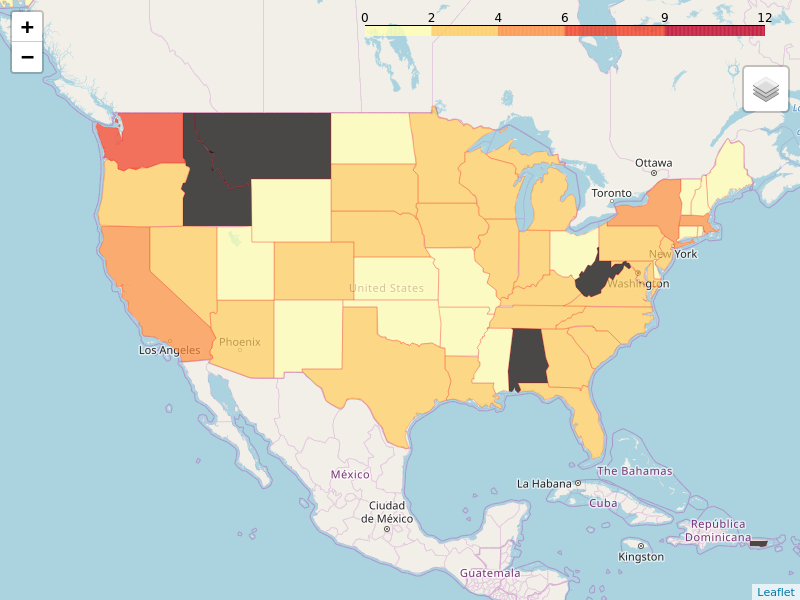 +
−
0 2 4 6 9 12
Ottawa
Toronto
New York
Washington
United States
Phoenix
Los Angeles
México
Ciudad
de México
La Habana
The Bahamas
Cuba
República
Dominicana
Kingston
Guatemala
Leaflet